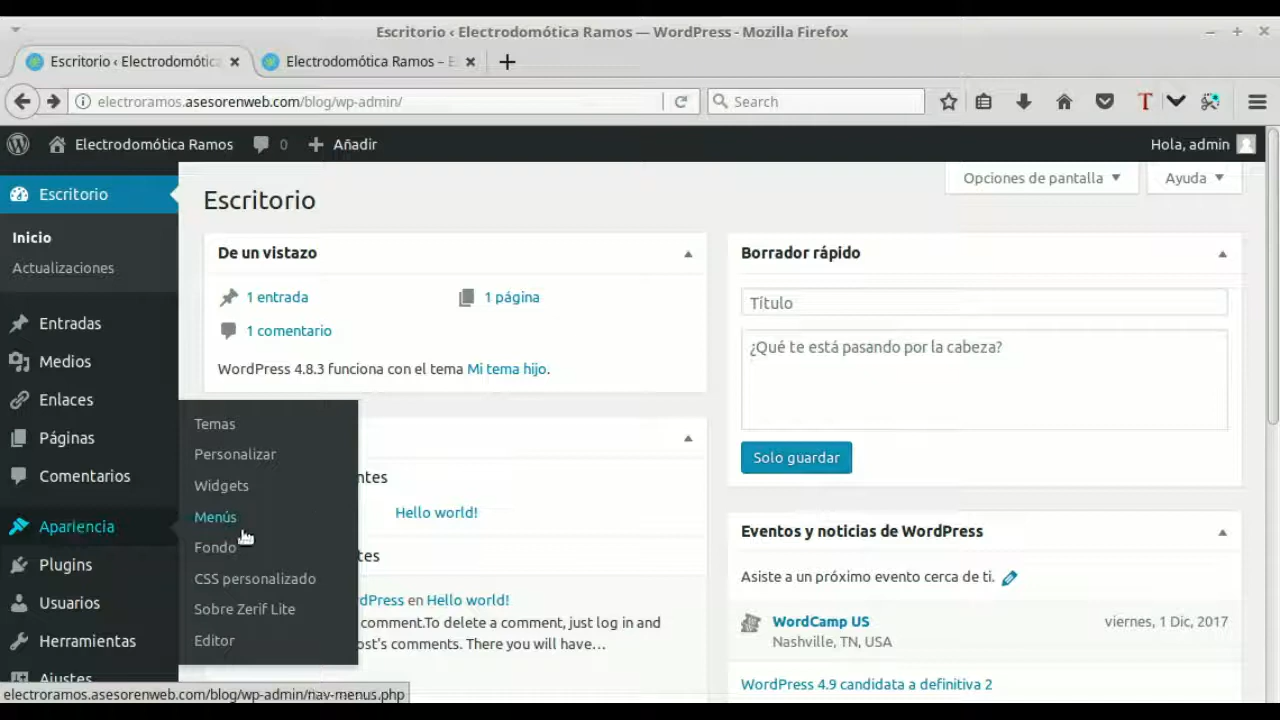 Escritorio ‹ Electrodomótica Ramos — WordPress - Mozilla Firefox
Escritorio ‹ Electrodomótica
Electrodomótica Ramos – E
electroramos.asesorenweb.com/blog/wp-admin/
Search
Electrodomótica Ramos
0
Añadir
Hola, admin
Escritorio
Inicio
Actualizaciones
Entradas
Medios
Enlaces
Páginas
Comentarios
Apariencia
Plugins
Usuarios
Herramientas
Ajustes
Temas
Personalizar
Widgets
Menús
Fondo
CSS personalizado
Sobre Zerif Lite
Editor
Opciones de pantalla
Ayuda
Escritorio
De un vistazo
1 entrada
1 página
1 comentario
WordPress 4.8.3 funciona con el tema Mi tema hijo.
ntes
Hello world!
tes
dPress en Hello world!
comment.To delete a comment, just log in and
ost's comments. There you will have…
Borrador rápido
Título
¿Qué te está pasando por la cabeza?
Solo guardar
Eventos y noticias de WordPress
Asiste a un próximo evento cerca de ti.
WordCamp US
viernes, 1 Dic, 2017
Nashville, TN, USA
WordPress 4.9 candidata a definitiva 2
electroramos.asesorenweb.com/blog/wp-admin/nav-menus.php